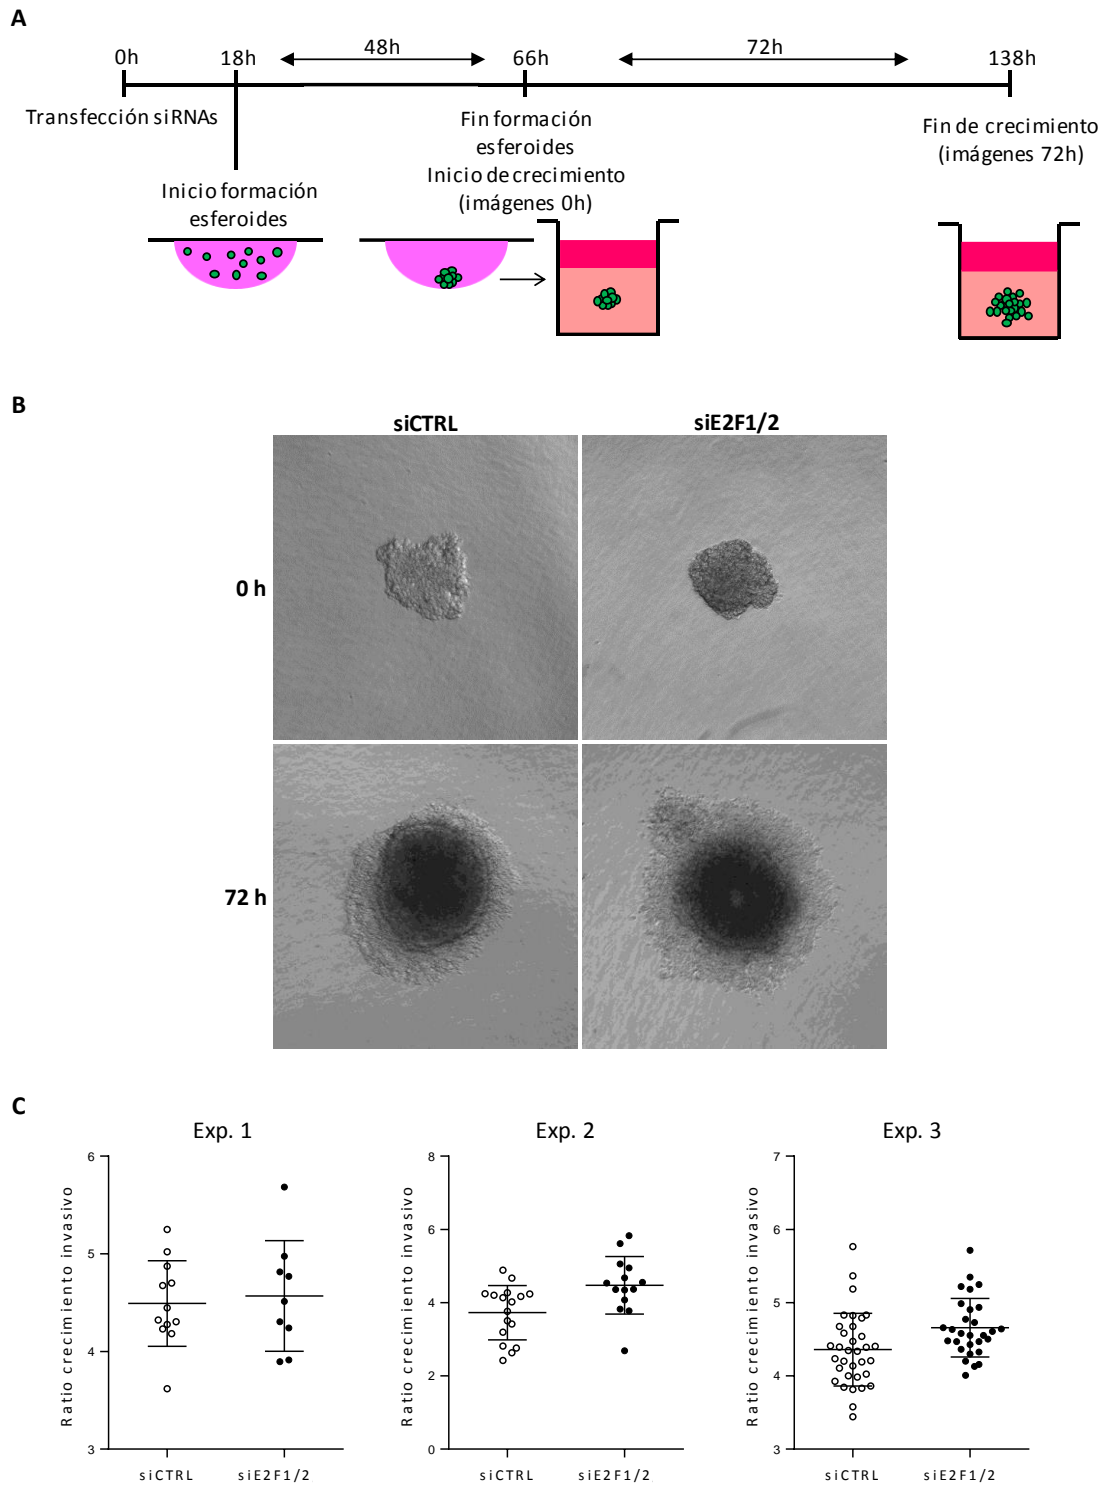 A
0h
18h
48h
66h
72h
138h
Transfección siRNAs
Inicio formación
esferoides
Fin formación
esferoides
Inicio de crecimiento
(imágenes 0h)
Fin de crecimiento
(imágenes 72h)
B
siCTRL
siE2F1/2
0 h
72 h
C
Exp. 1
Ratio crecimiento invasivo
6
5
4
3
siCTRL
siE2F1/2
Exp. 2
Ratio crecimiento invasivo
8
6
4
2
0
siCTRL
siE2F1/2
Exp. 3
Ratio crecimiento invasivo
7
6
5
4
3
siCTRL
siE2F1/2